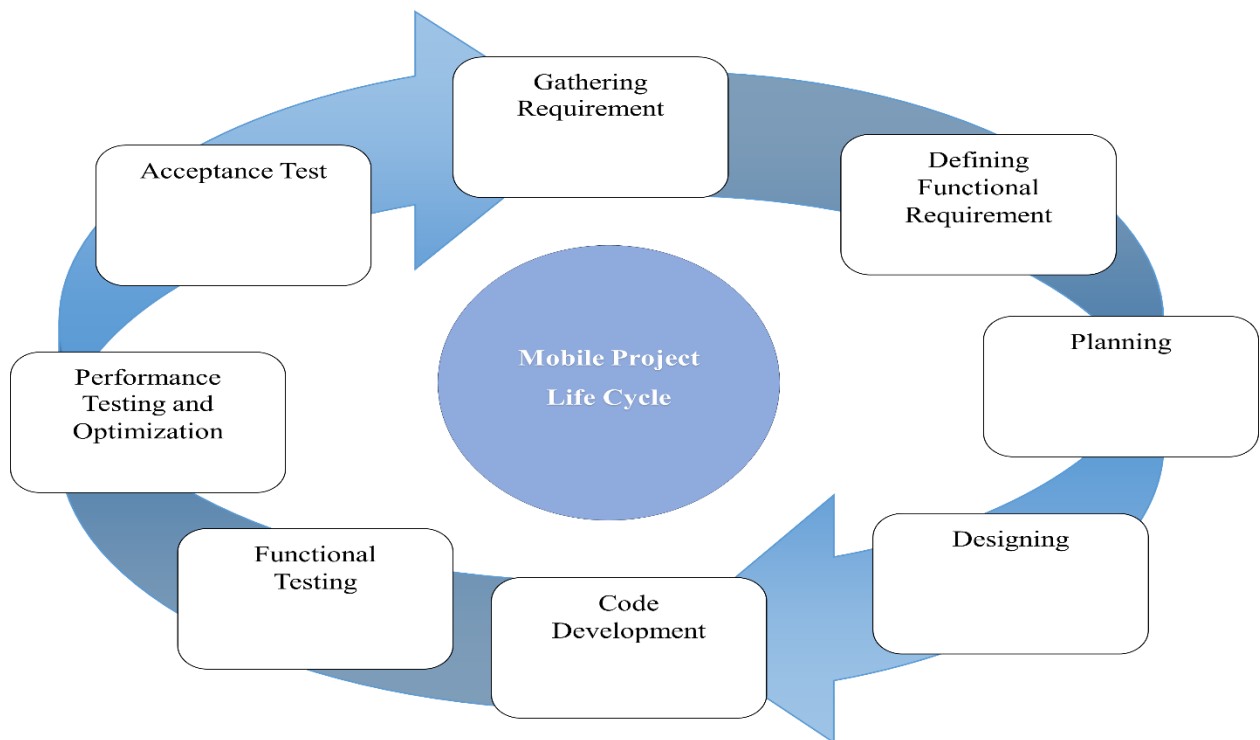 Gathering
Requirement
Defining
Functional
Requirement
Planning
Designing
Code
Development
Functional
Testing
Performance
Testing and
Optimization
Acceptance Test
Mobile Project
Life Cycle